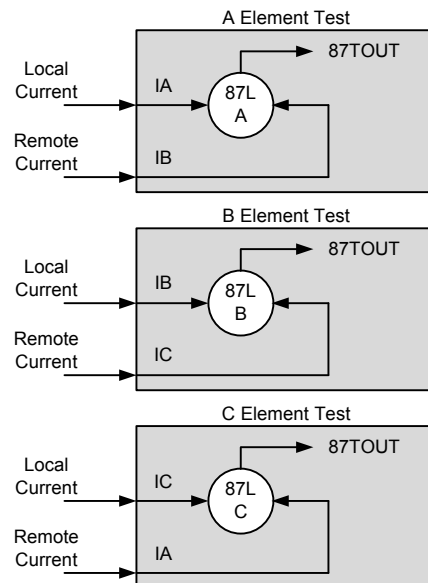 A Element Test
87TOUT
Local
Current
IA
87L
A
Remote
Current
IB
B Element Test
87TOUT
Local
Current
IB
87L
B
Remote
Current
IC
C Element Test
87TOUT
Local
Current
IC
87L
C
Remote
Current
IA